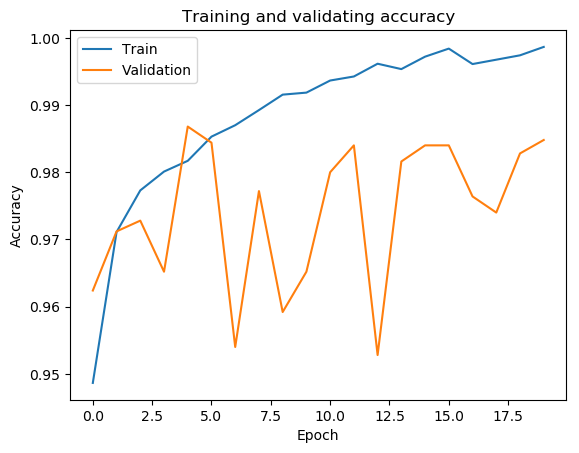 Training and validating accuracy
Train
Validation
1.00
0.99
0.98
0.97
0.96
0.95
Accuracy
0.0 2.5 5.0 7.5 10.0 12.5 15.0 17.5
Epoch